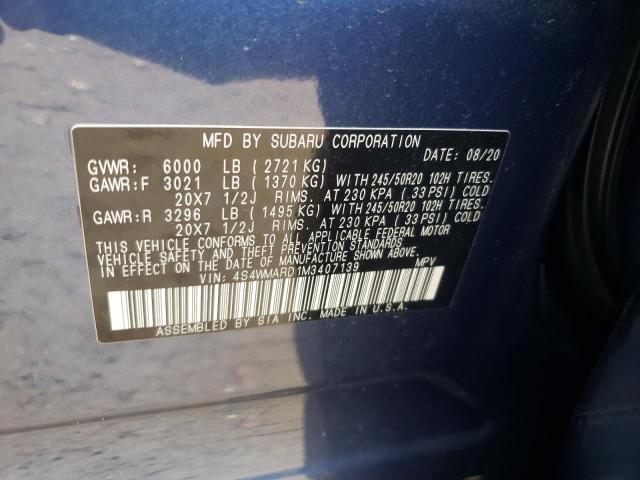 MFD BY SUBARU CORPORATION
DATE: 08/20
GVWR: 6000 LB ( 2721 KG)
GAWR:F 3021 LB ( 1370 KG) WITH 245/50R20 102H TIRES.
20X7 1/2J RIMS. AT 230 KPA ( 33 PSI) COLD
GAWR:R 3296 LB ( 1495 KG) WITH 245/50R20 102H TIRES.
20X7 1/2J RIMS. AT 230 KPA ( 33 PSI) COLD
THIS VEHICLE CONFORMS TO ALL APPLICABLE FEDERAL MOTOR
VEHICLE SAFETY, BUMPER, AND THEFT PREVENTION STANDARDS
IN EFFECT ON THE DATE OF MANUFACTURE SHOWN ABOVE.
VIN: 4S4WMARD1M3407139 MPV
ASSEMBLED BY SIA INC. MADE IN U.S.A.